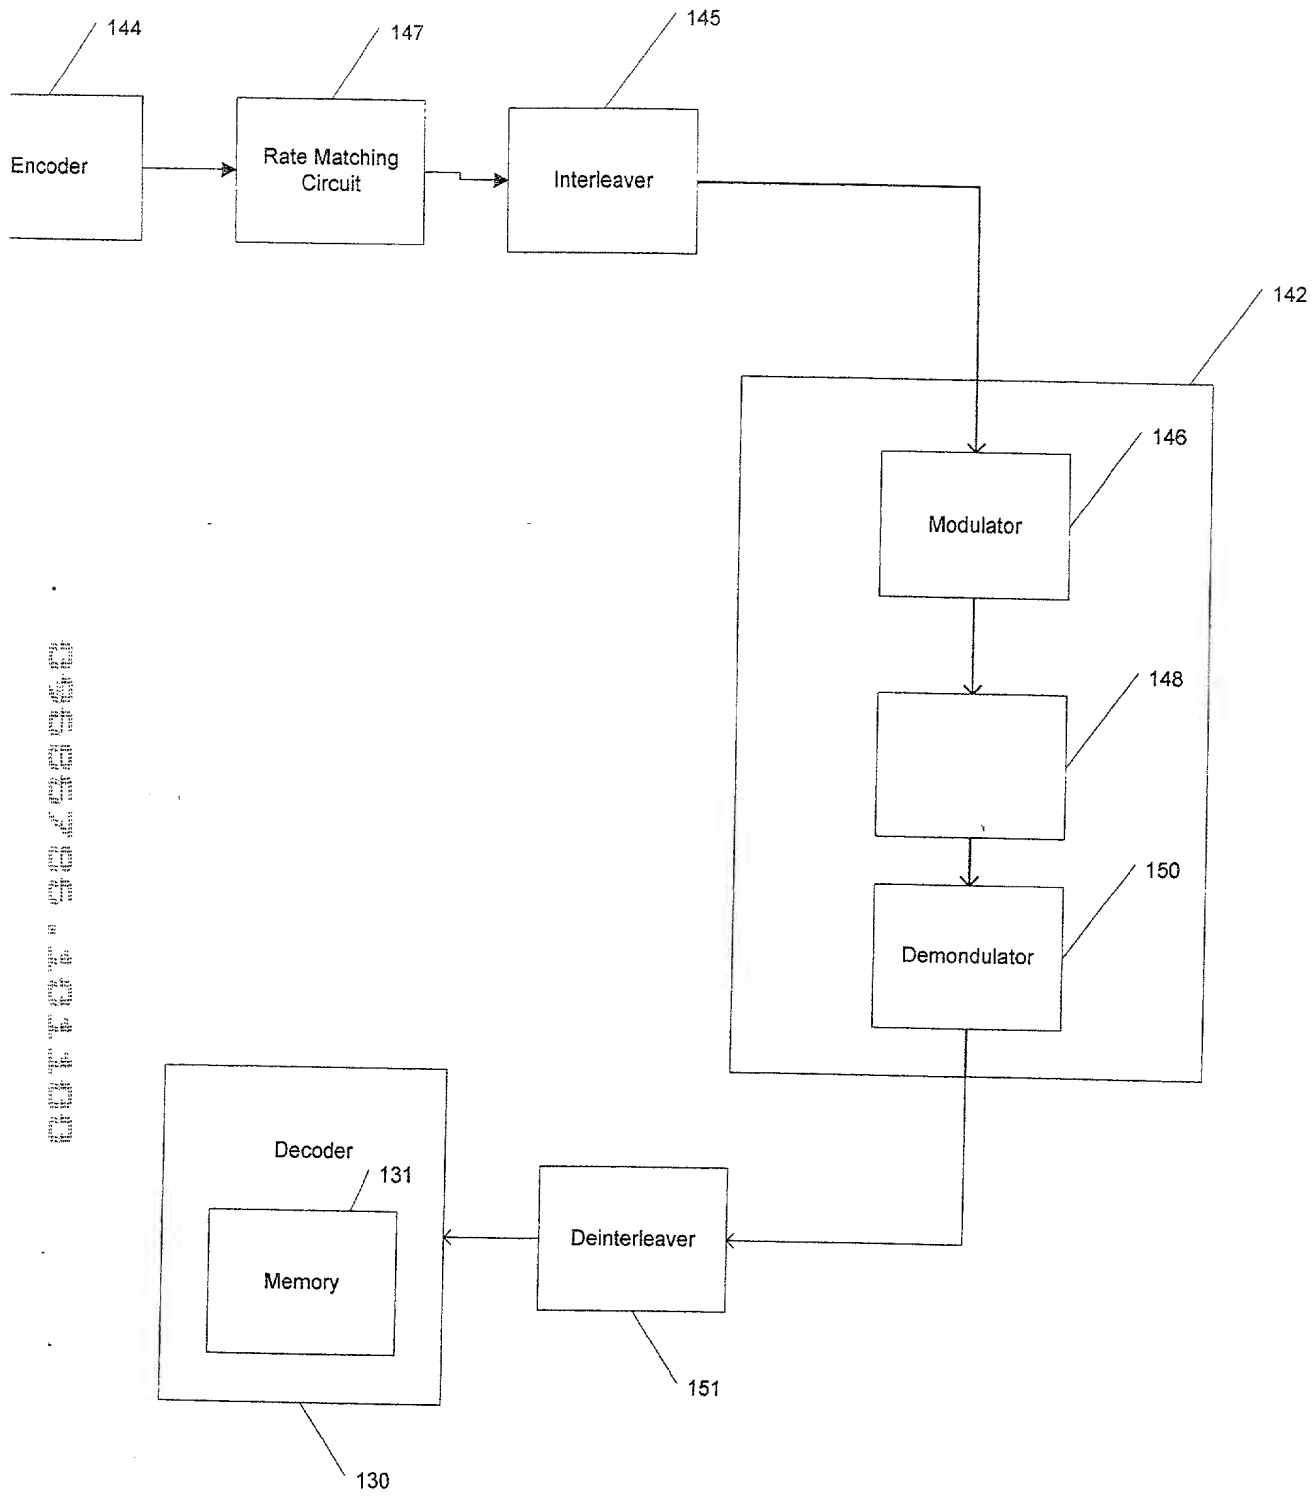 144
147
145
Encoder
Rate Matching
Circuit
Interleaver
142
146
Modulator
148
150
Demondulator
Decoder
131
Deinterleaver
Memory
151
130